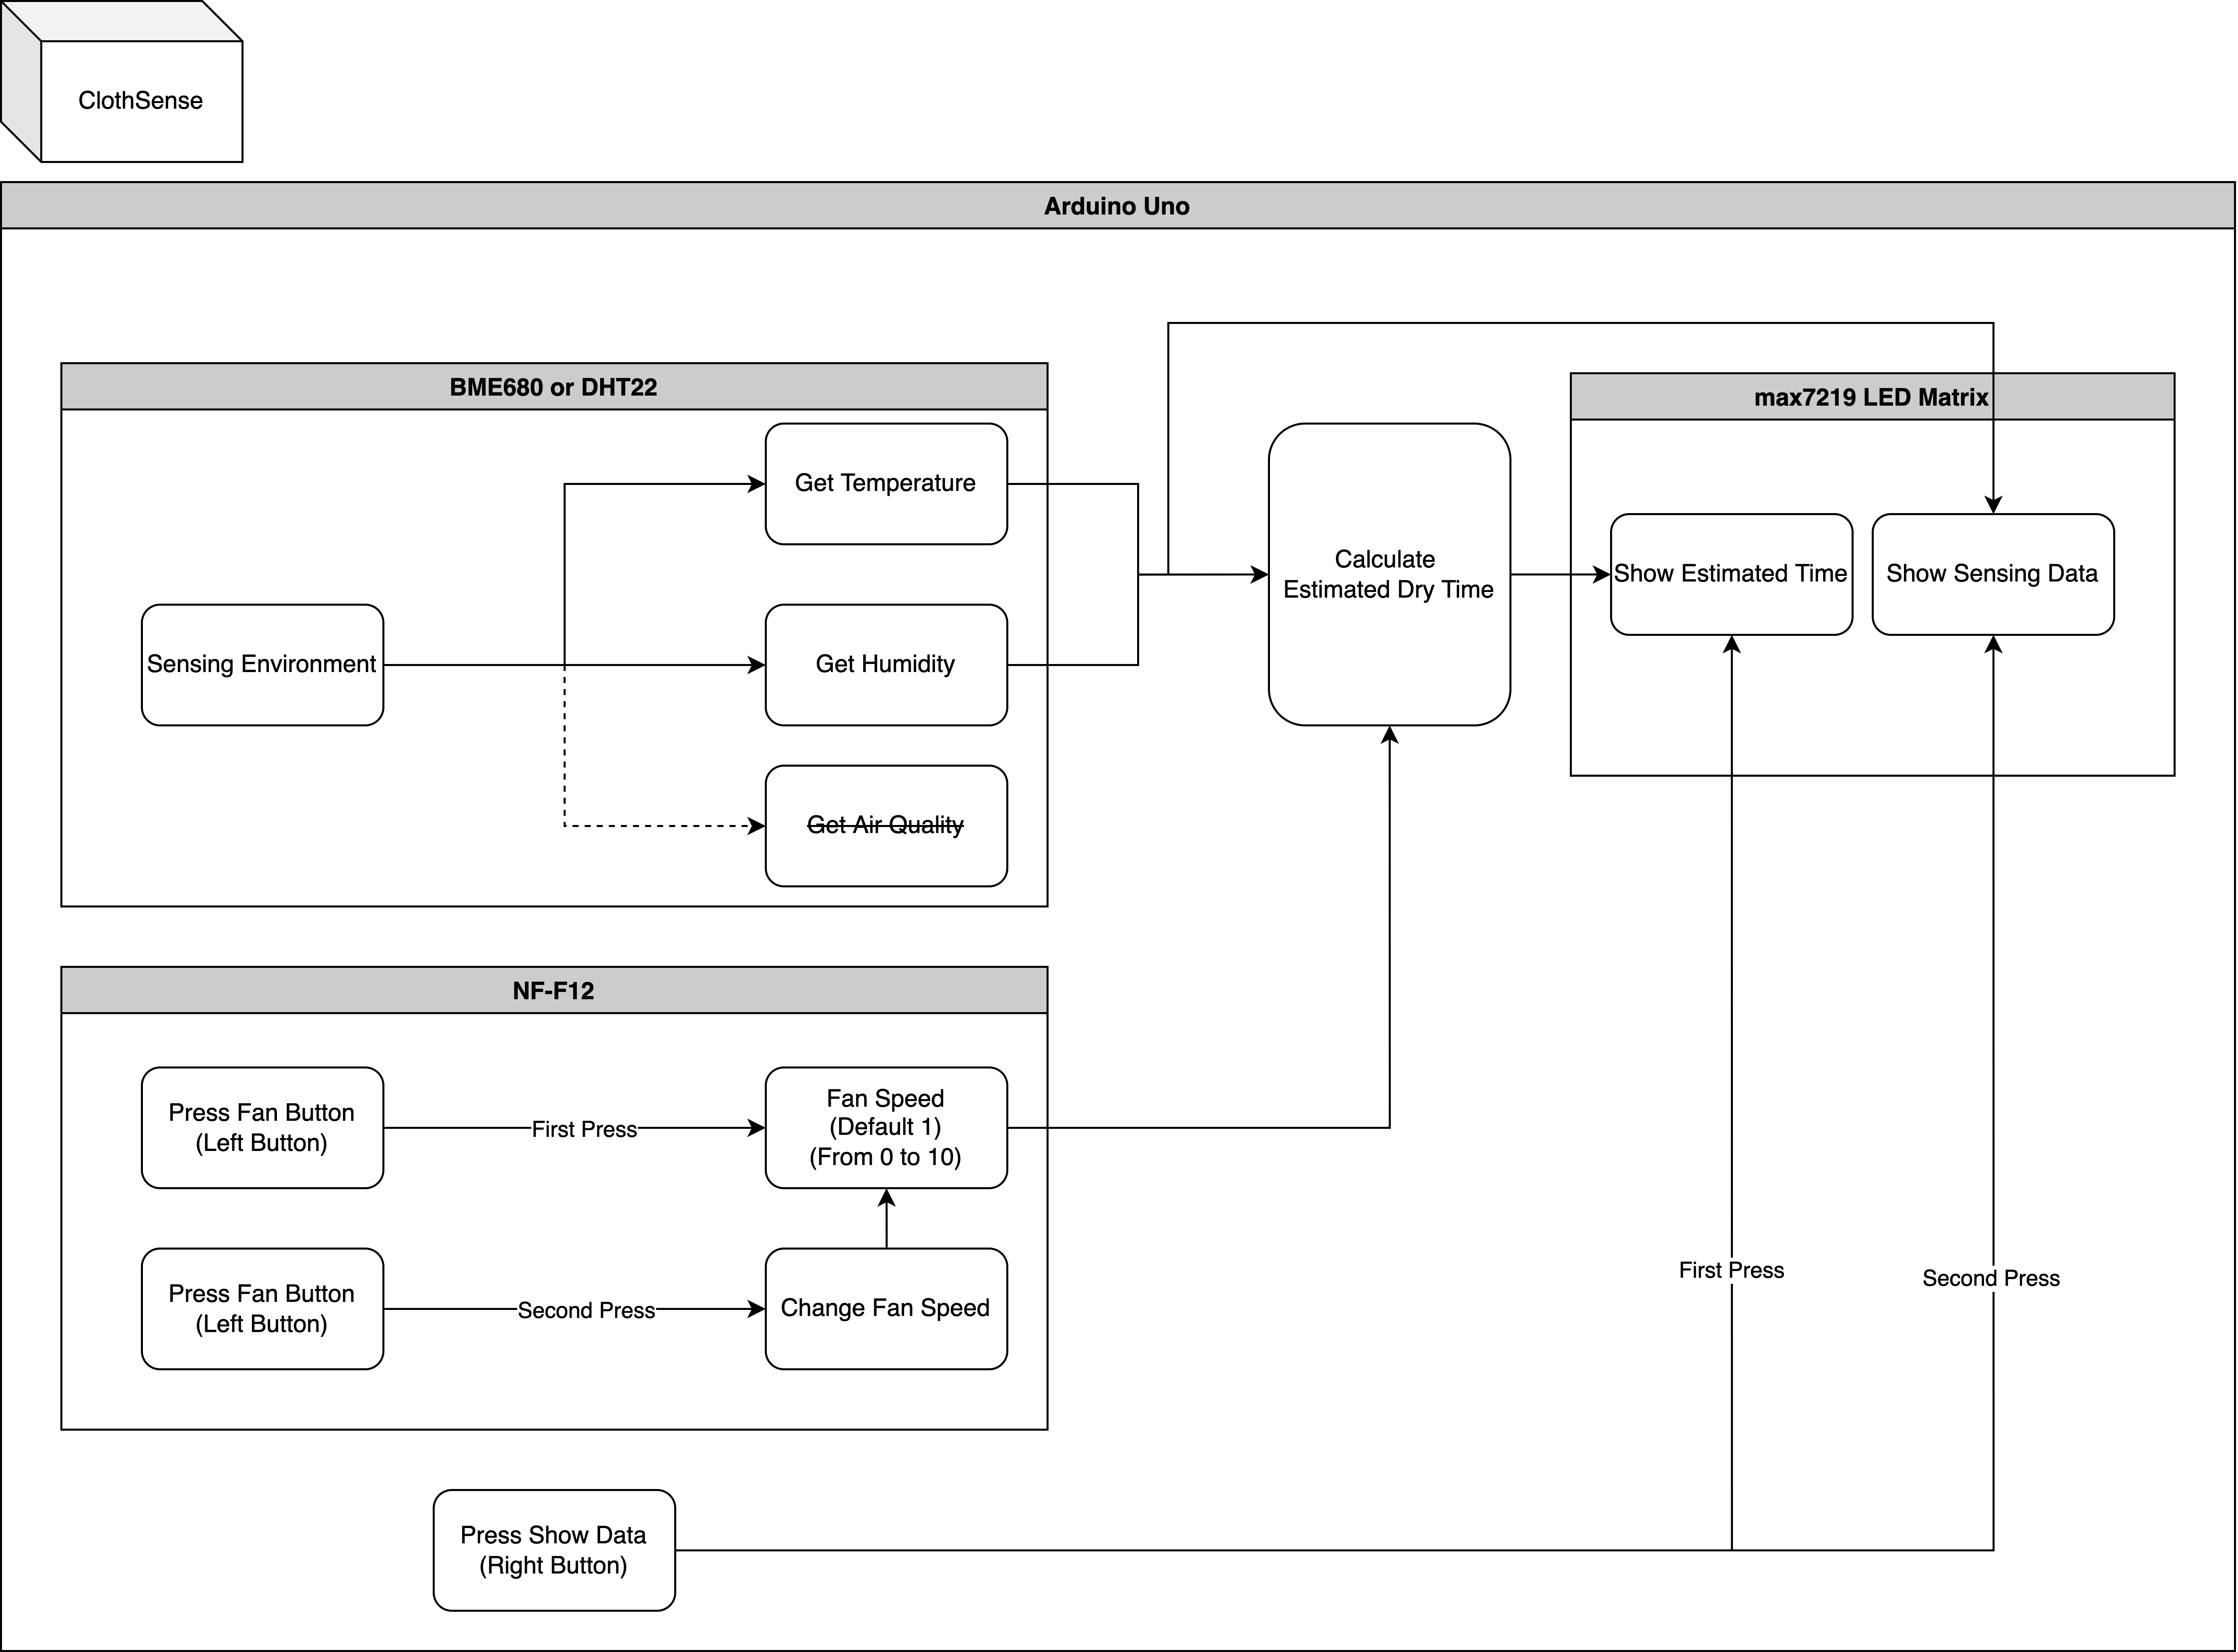 ClothSense
Arduino Uno
BME680 or DHT22
Get Temperature
Sensing Environment
Get Humidity
Get Air Quality
Calculate
Estimated Dry Time
max7219 LED Matrix
Show Estimated Time
Show Sensing Data
NF-F12
Press Fan Button
(Left Button)
First Press
Fan Speed
(Default 1)
(From 0 to 10)
Press Fan Button
(Left Button)
Second Press
Change Fan Speed
First Press
Second Press
Press Show Data
(Right Button)